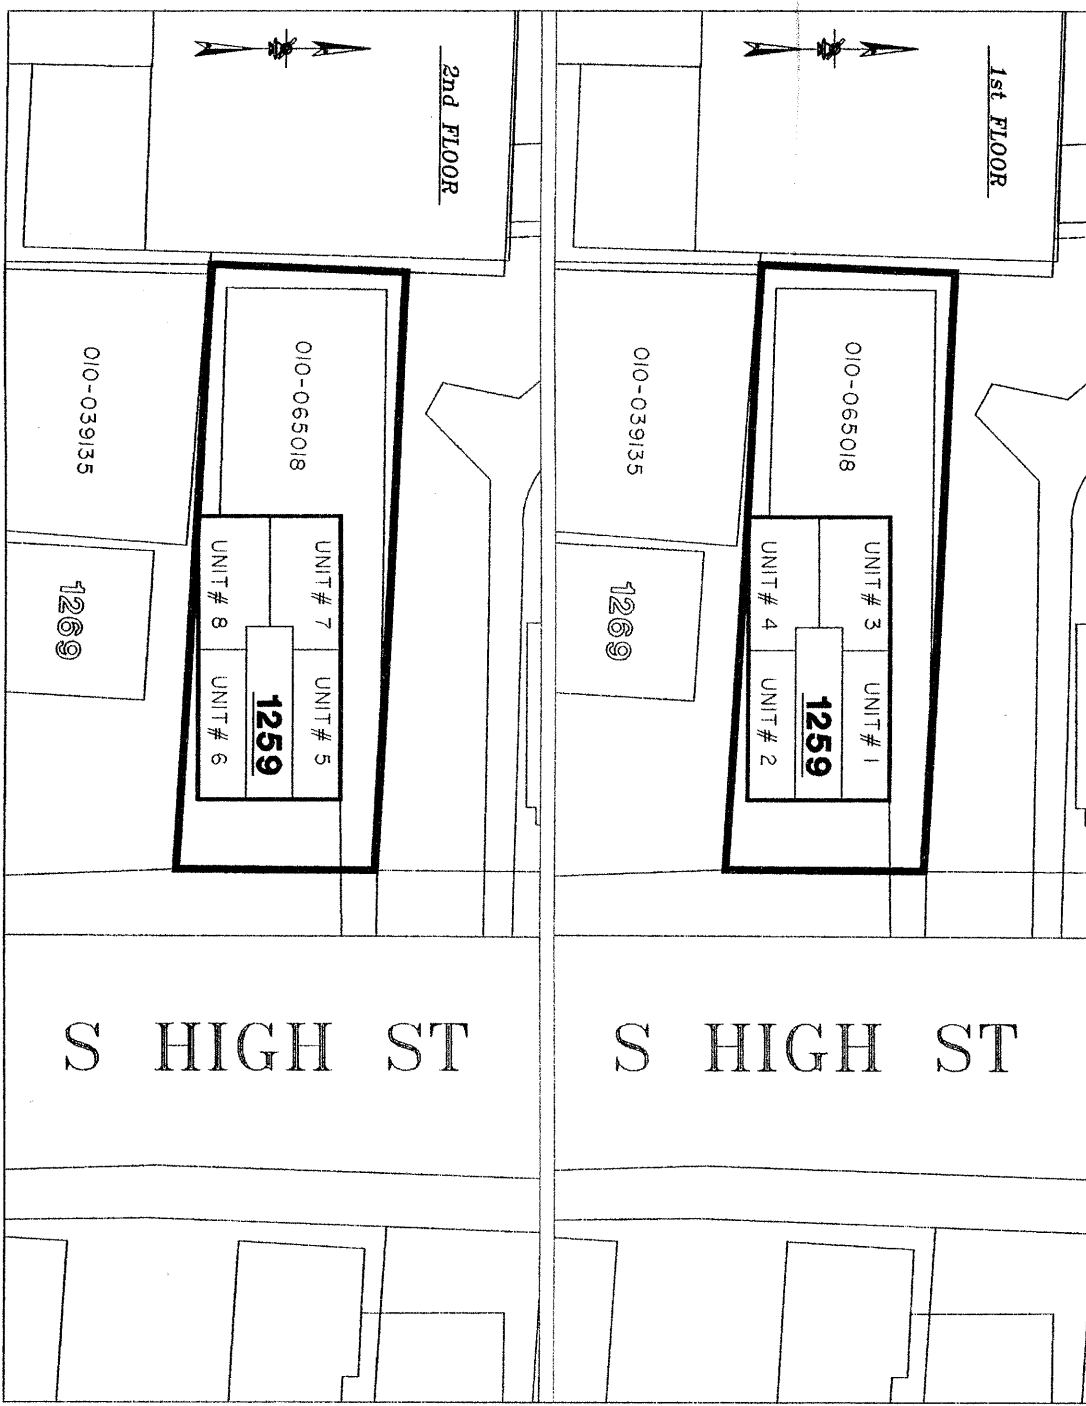 1st FLOOR
010-065018
010-039135
UNIT # 3
UNIT # 1
UNIT # 4
UNIT # 2
1259
1269
S HIGH ST
2nd FLOOR
010-065018
010-039135
UNIT # 7
UNIT # 5
UNIT # 8
UNIT # 6
1259
1269
S HIGH ST